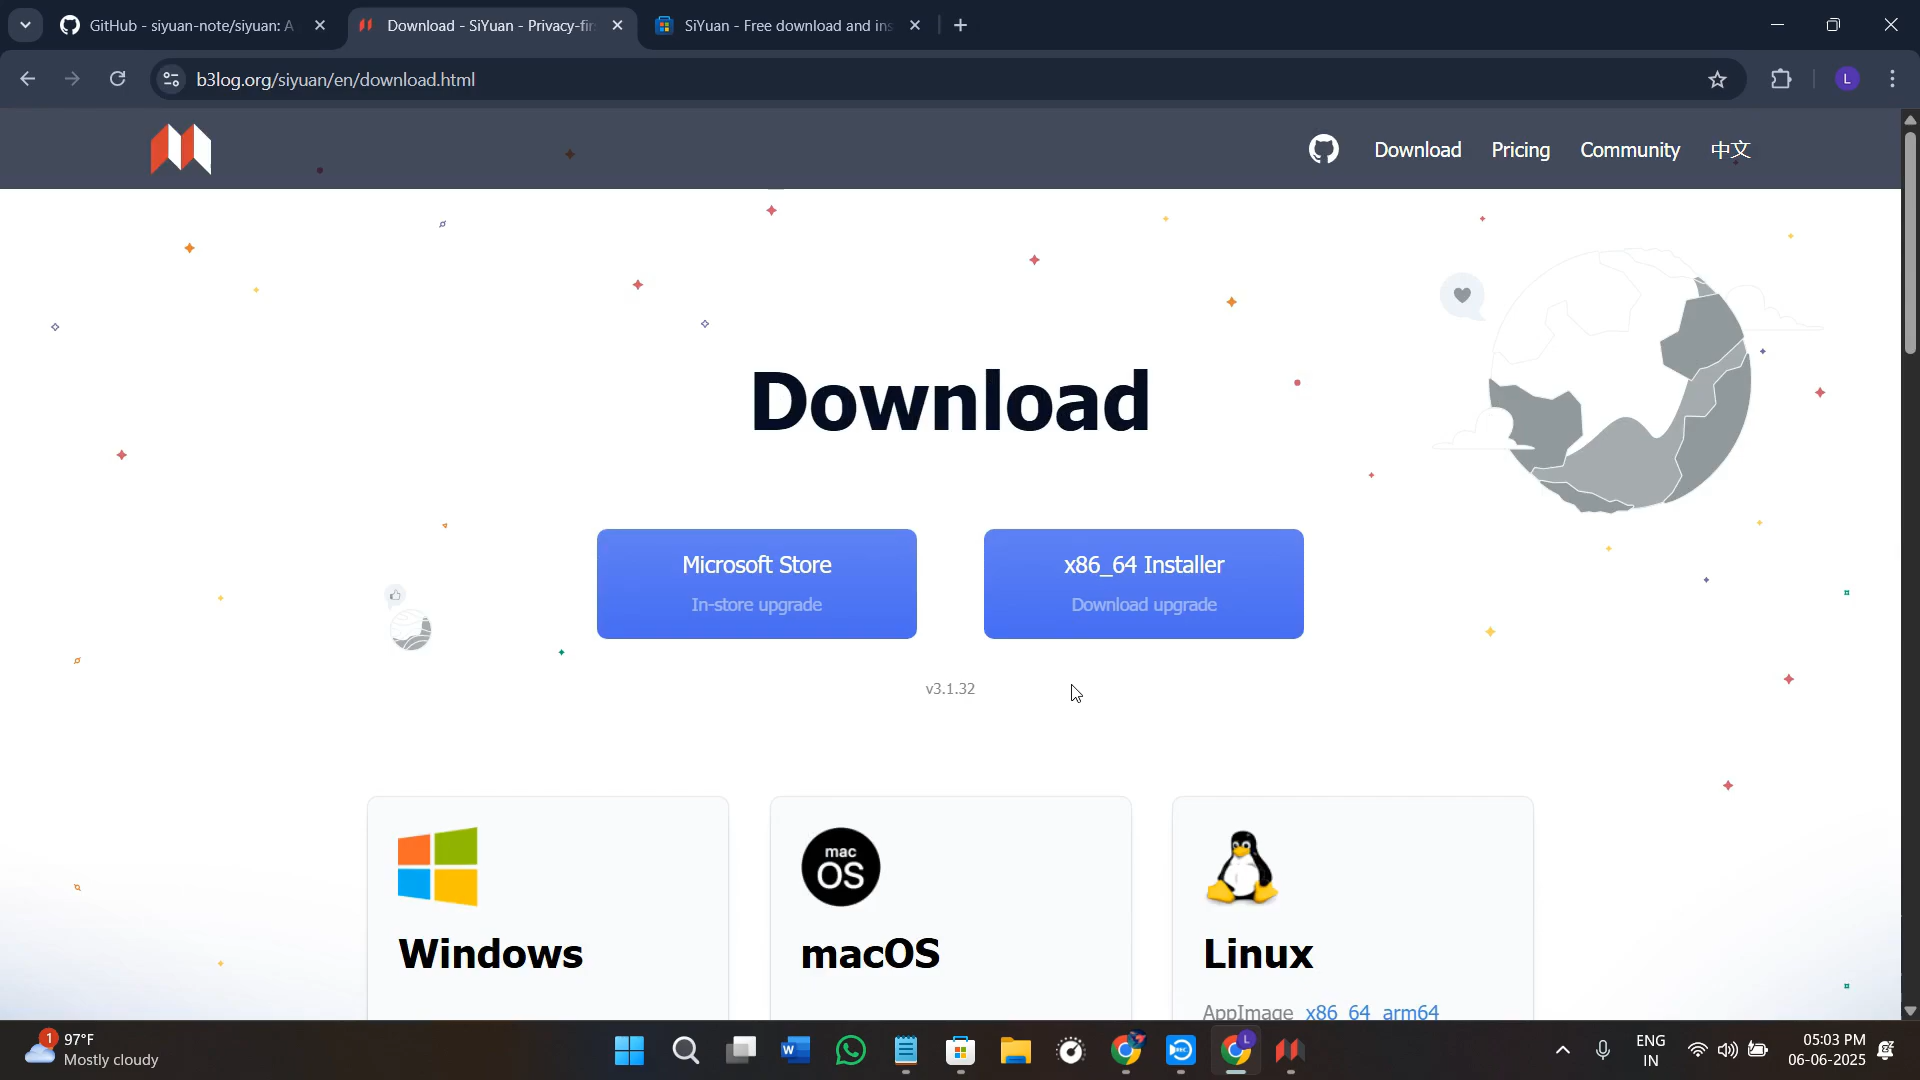 GitHub - siyuan-note/siyuan: A
Download - SiYuan - Privacy-fir
SiYuan - Free download and ins
b3log.org/siyuan/en/download.html
L
Download
Pricing
Community
中文
Download
Microsoft Store
In-store upgrade
x86_64 Installer
Download upgrade
v3.1.32
mac
OS
Windows
macOS
Linux
AppImage x86_64 arm64
1
97°F
Mostly cloudy
W
L
ENG
IN
05:03 PM
06-06-2025